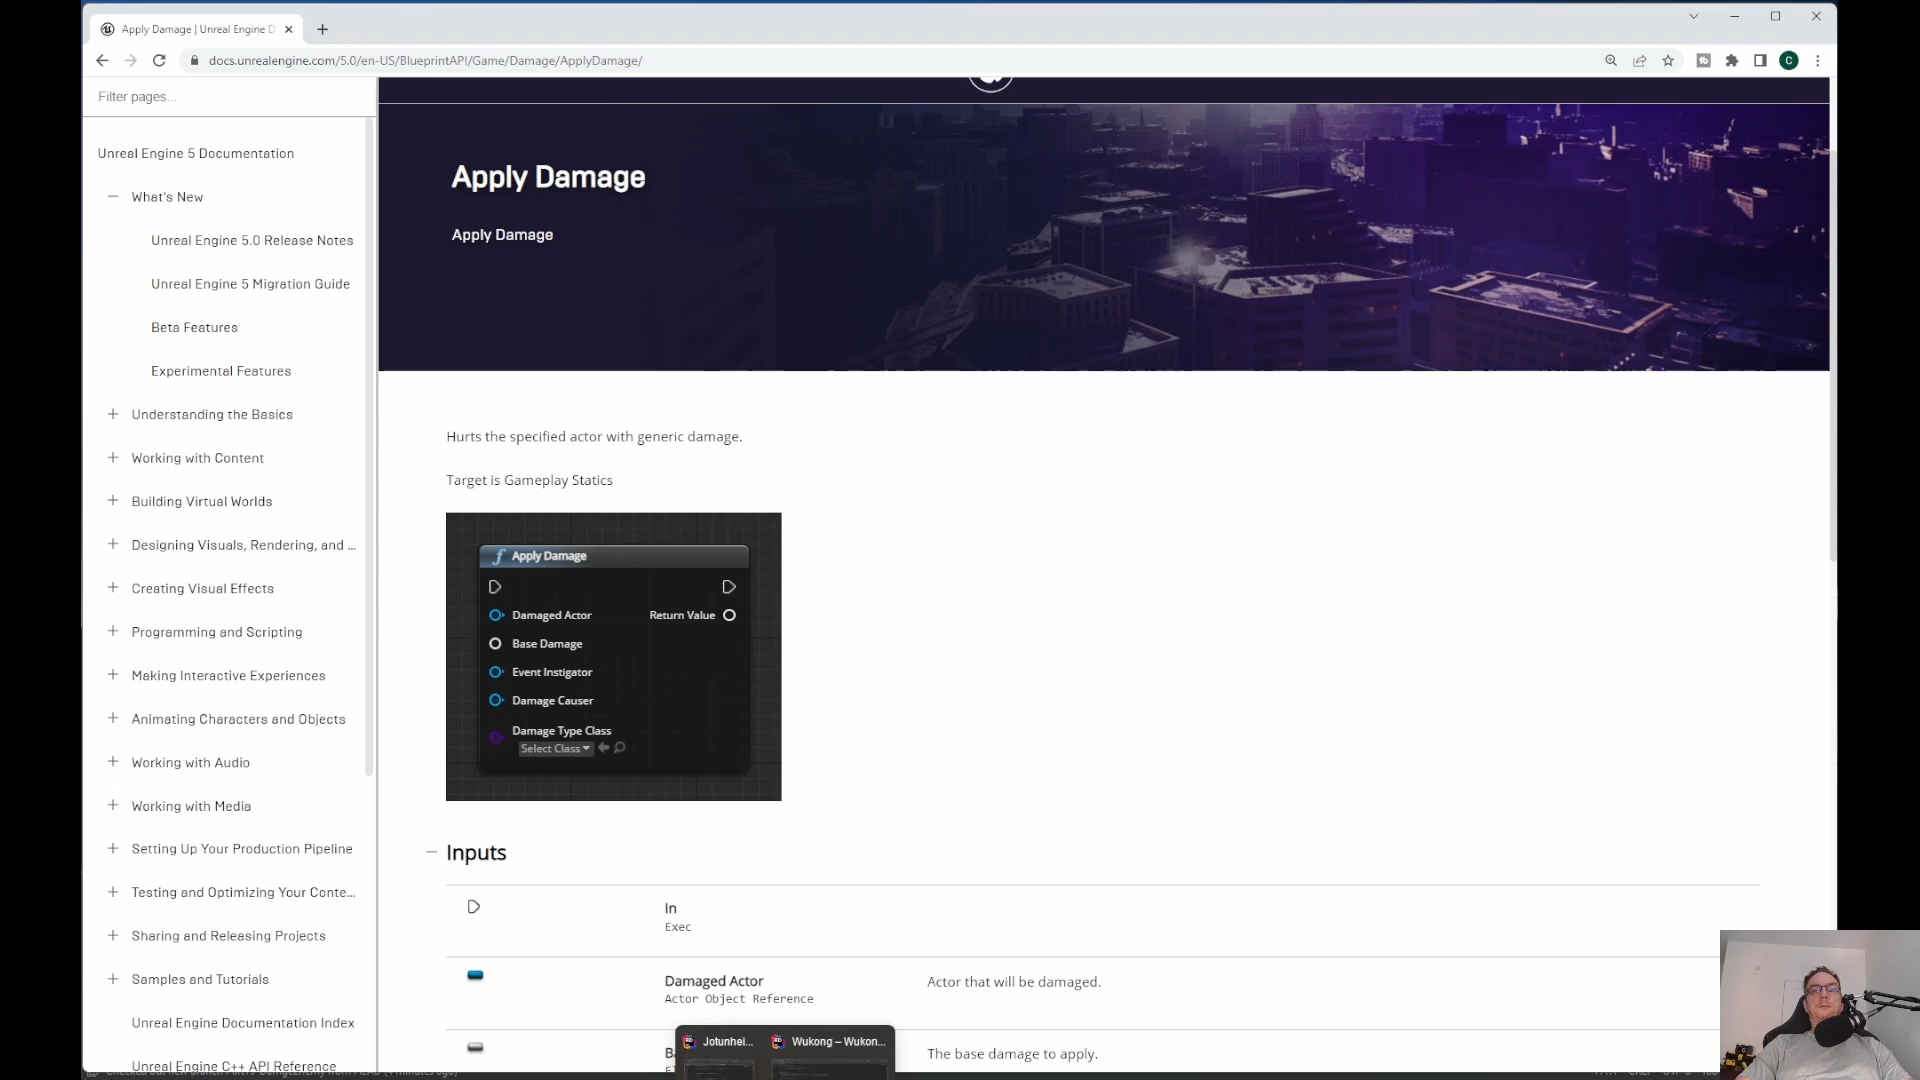 Apply Damage | Unreal Engine D
docs.unrealengine.com/5.0/en-US/BlueprintAPI/Game/Damage/ApplyDamage/
C
Filter pages...
Unreal Engine 5 Documentation
What's New
Unreal Engine 5.0 Release Notes
Unreal Engine 5 Migration Guide
Beta Features
Experimental Features
Understanding the Basics
Working with Content
Building Virtual Worlds
Designing Visuals, Rendering, and ...
Creating Visual Effects
Programming and Scripting
Making Interactive Experiences
Animating Characters and Objects
Working with Audio
Working with Media
Setting Up Your Production Pipeline
Testing and Optimizing Your Conte...
Sharing and Releasing Projects
Samples and Tutorials
Unreal Engine Documentation Index
Unreal Engine C++ API Reference
Apply Damage
Apply Damage
Hurts the specified actor with generic damage.
Target is Gameplay Statics
f Apply Damage
Damaged Actor
Return Value
Base Damage
Event Instigator
Damage Causer
Damage Type Class
Select Class
Inputs
In
Exec
Damaged Actor
Actor Object Reference
Actor that will be damaged.
The base damage to apply.
Jotunhei...
Wukong – Wukon...